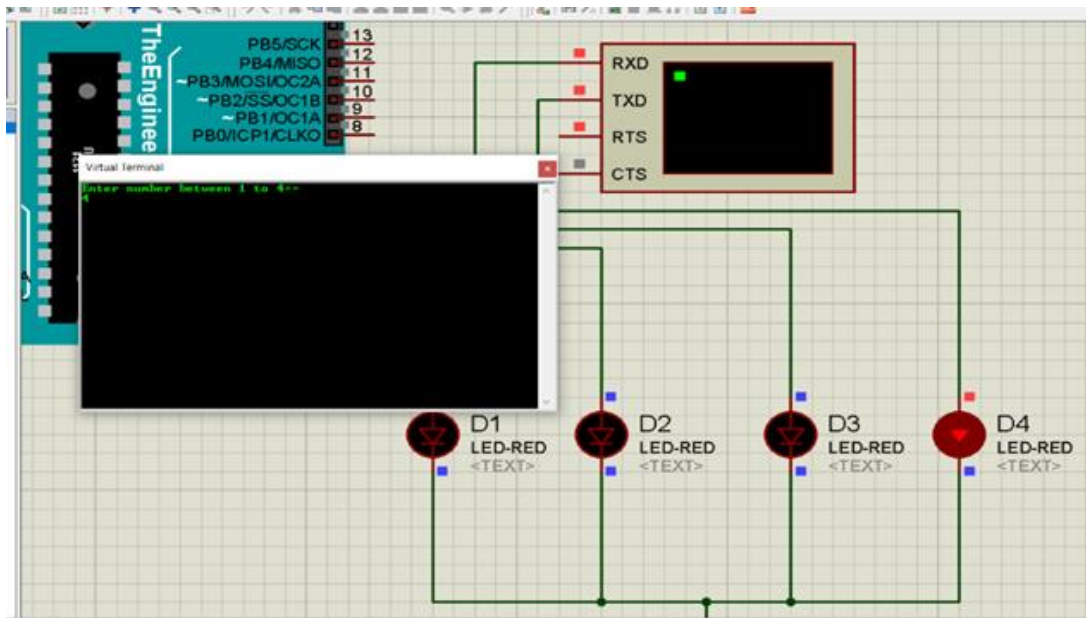 TheEnginee
PB5/SCK
13
PB4/MISO
12
~PB3/MOSI/OC2A
11
~PB2/SS/OC1B
10
~PB1/OC1A
9
PB0/ICP1/CLKO
8
RXD
TXD
RTS
CTS
Virtual Terminal
Enter number between 1 to 4--
4
D1
LED-RED
<TEXT>
D2
LED-RED
<TEXT>
D3
LED-RED
<TEXT>
D4
LED-RED
<TEXT>